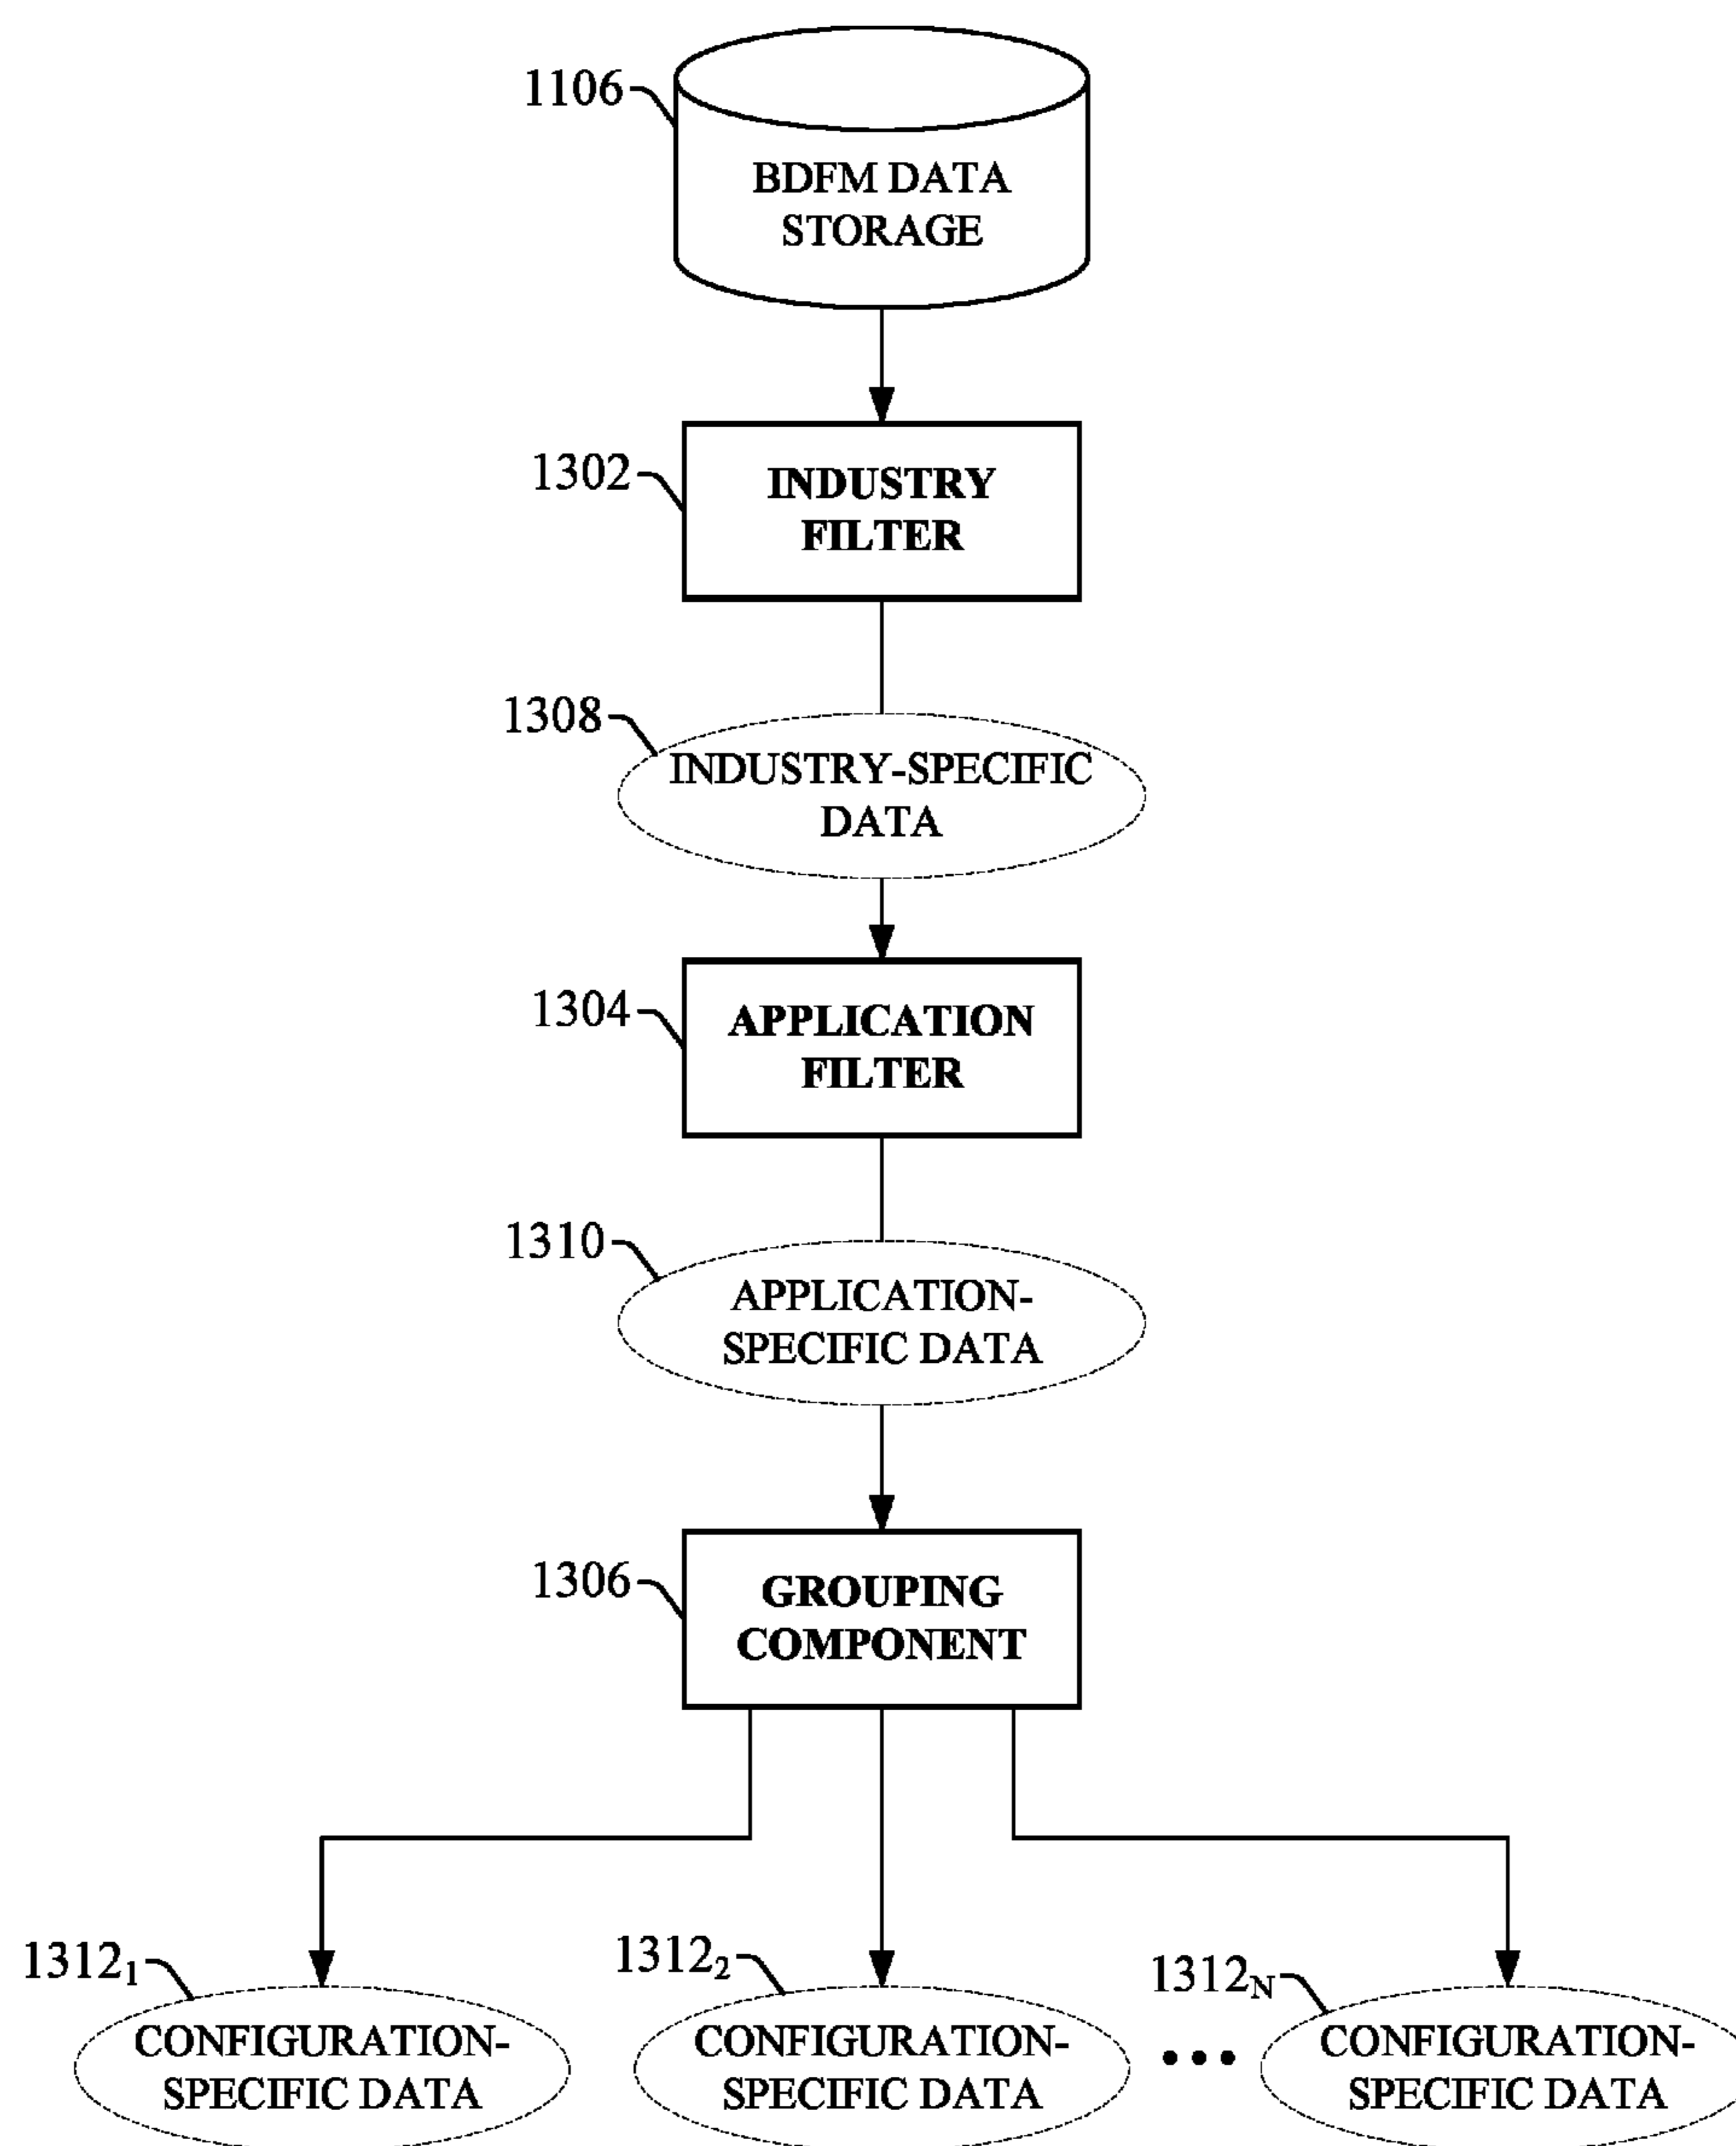 1106
BDFM DATA
STORAGE
1302
INDUSTRY
FILTER
1308
INDUSTRY-SPECIFIC
DATA
1304
APPLICATION
FILTER
1310
APPLICATION-
SPECIFIC DATA
1306
GROUPING
COMPONENT
1312₁
CONFIGURATION-
SPECIFIC DATA
1312₂
CONFIGURATION-
SPECIFIC DATA
•••
1312N
CONFIGURATION-
SPECIFIC DATA